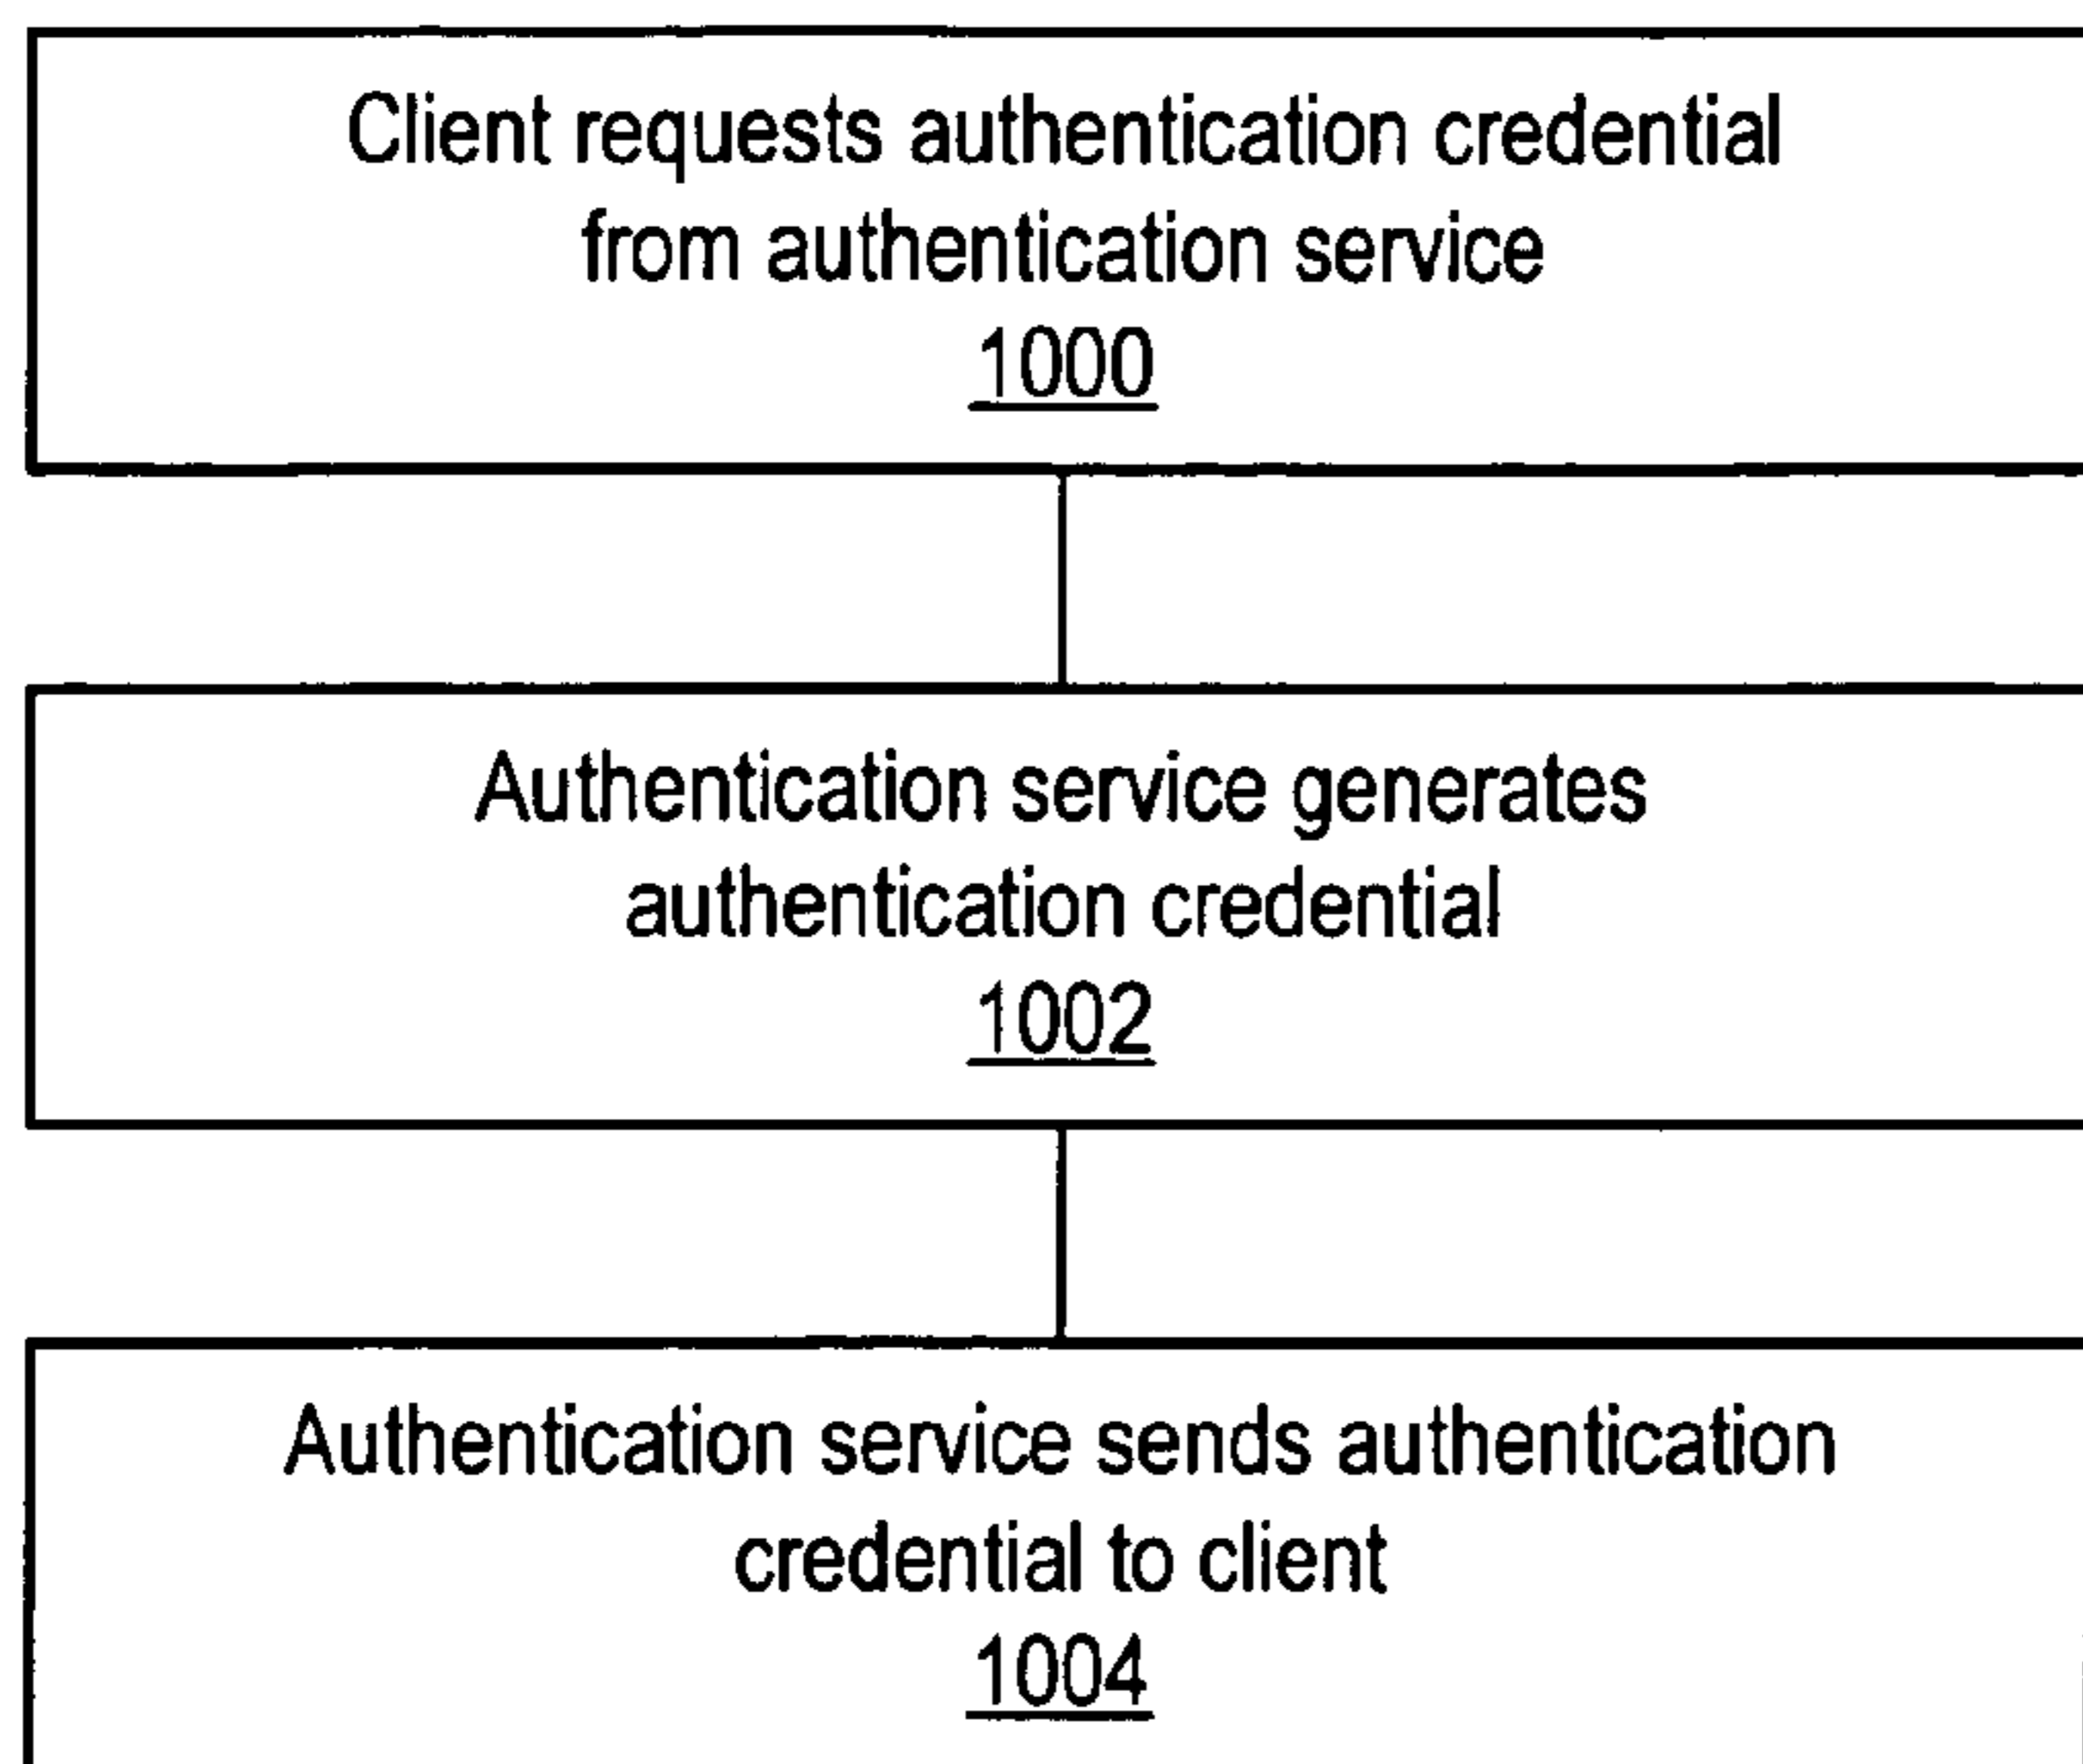 Client requests authentication credential
from authentication service
1000
Authentication service generates
authentication credential
1002
Authentication service sends authentication
credential to client
1004